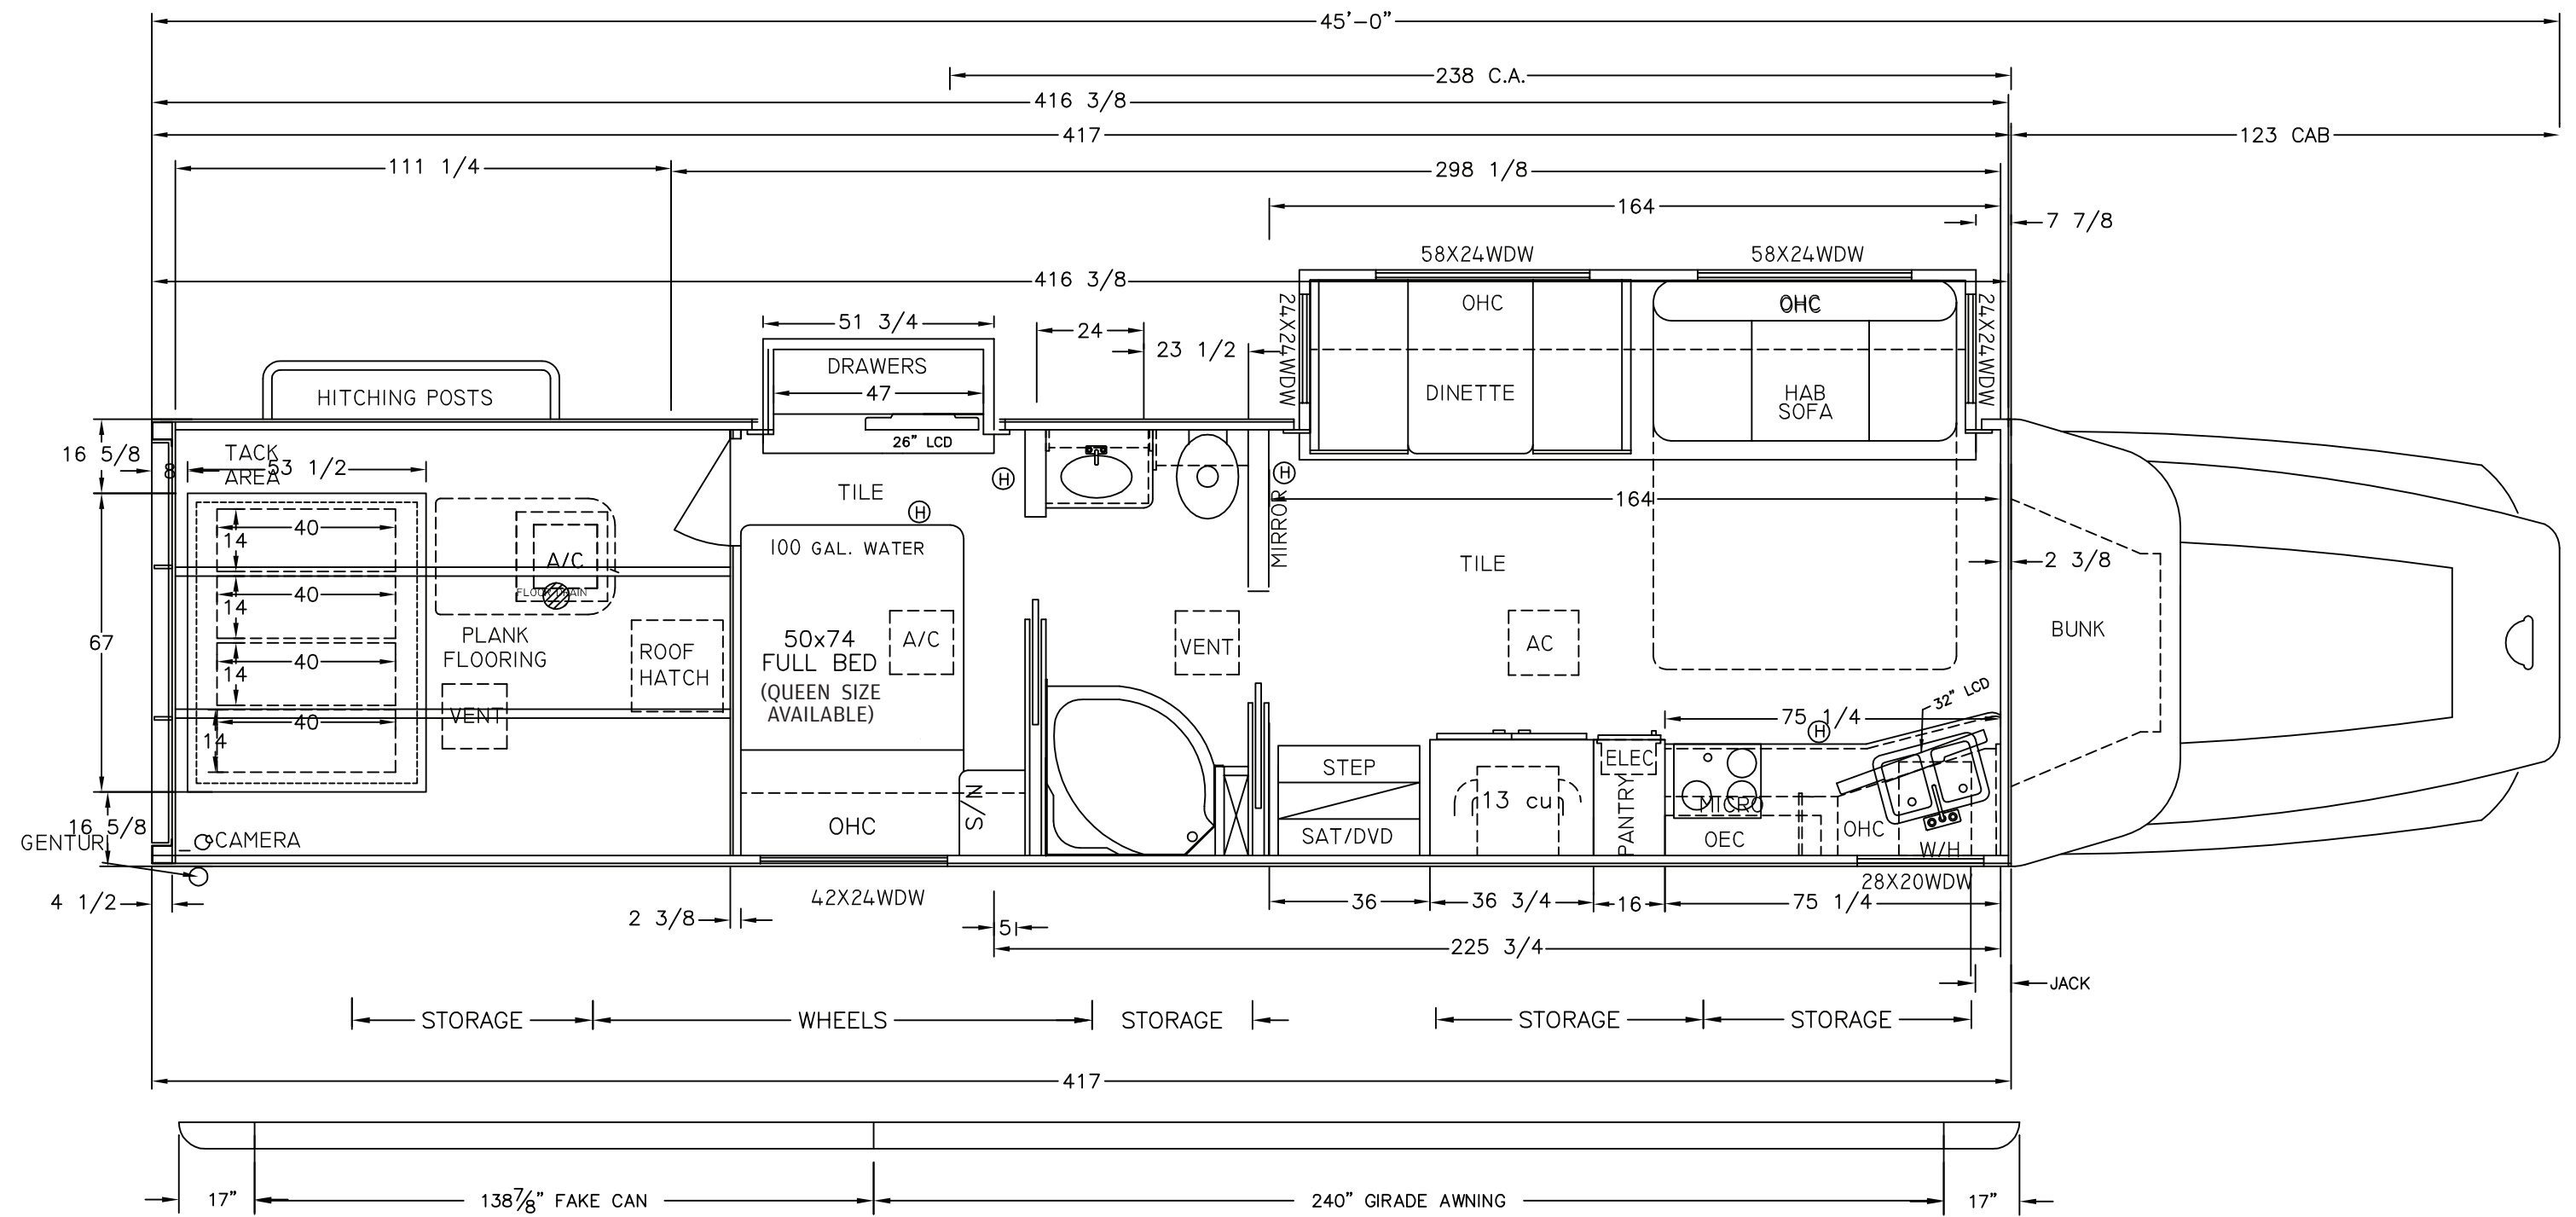 45'-0"
238 C.A.
416 3/8
417
123 CAB
111 1/4
298 1/8
164
7 7/8
58X24WDW
58X24WDW
416 3/8
24X24WDW
OHC
OHC
24X24WDW
51 3/4
24
23 1/2
DRAWERS
47
HITCHING POSTS
DINETTE
HAB
SOFA
26" LCD
16 5/8
8
TACK
AREA
53 1/2
H
H
TILE
MIRROR
164
H
40
14
A/C
FLOOR DRAIN
100 GAL. WATER
TILE
2 3/8
40
14
67
PLANK
FLOORING
ROOF
HATCH
50x74
FULL BED
(QUEEN SIZE
AVAILABLE)
A/C
VENT
AC
BUNK
40
14
VENT
32" LCD
40
14
75 1/4
H
STEP
ELEC
13 cu
MICRO
PANTRY
S/N
OHC
SAT/DVD
OEC
OHC
W/H
16 5/8
GENTURI
CAMERA
28X20WDW
4 1/2
42X24WDW
2 3/8
36
36 3/4
16
75 1/4
5
225 3/4
JACK
STORAGE
WHEELS
STORAGE
STORAGE
STORAGE
417
17"
138 7/8" FAKE CAN
240" GIRADE AWNING
17"